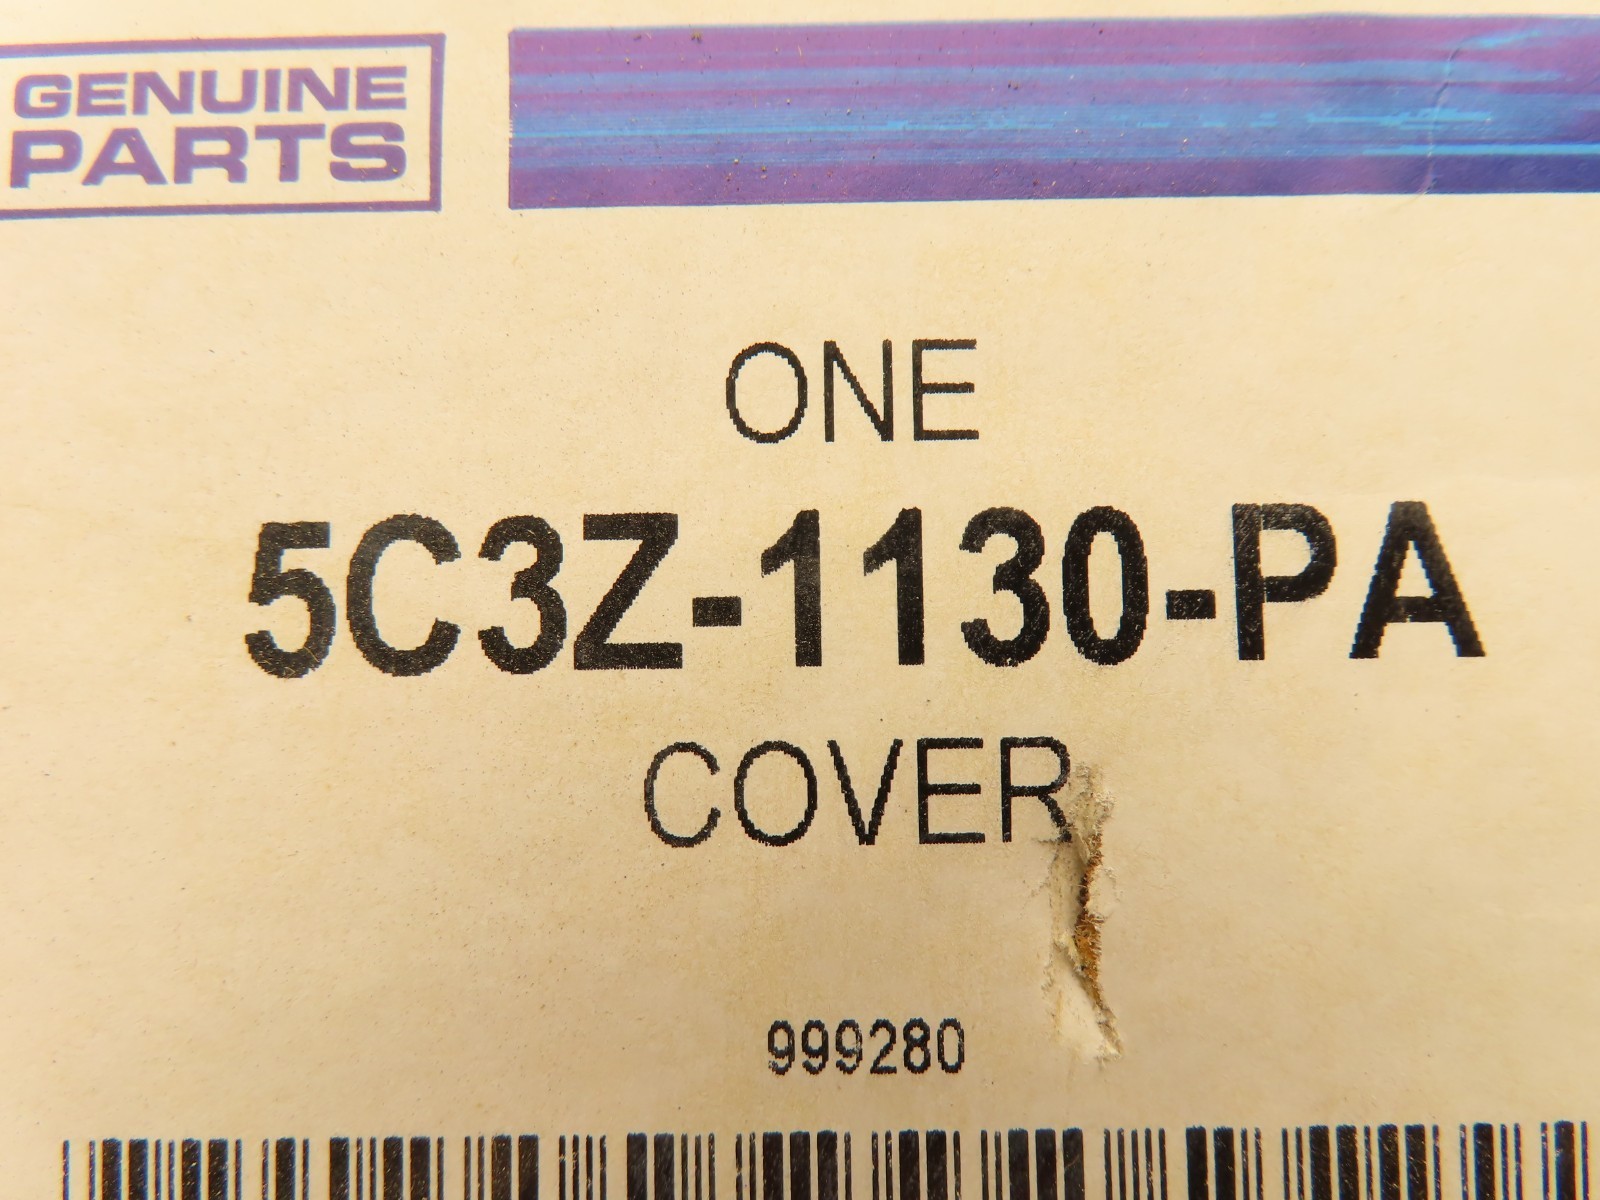 GENUINE
PARTS
ONE
5C3Z-1130-PA
COVER
999280